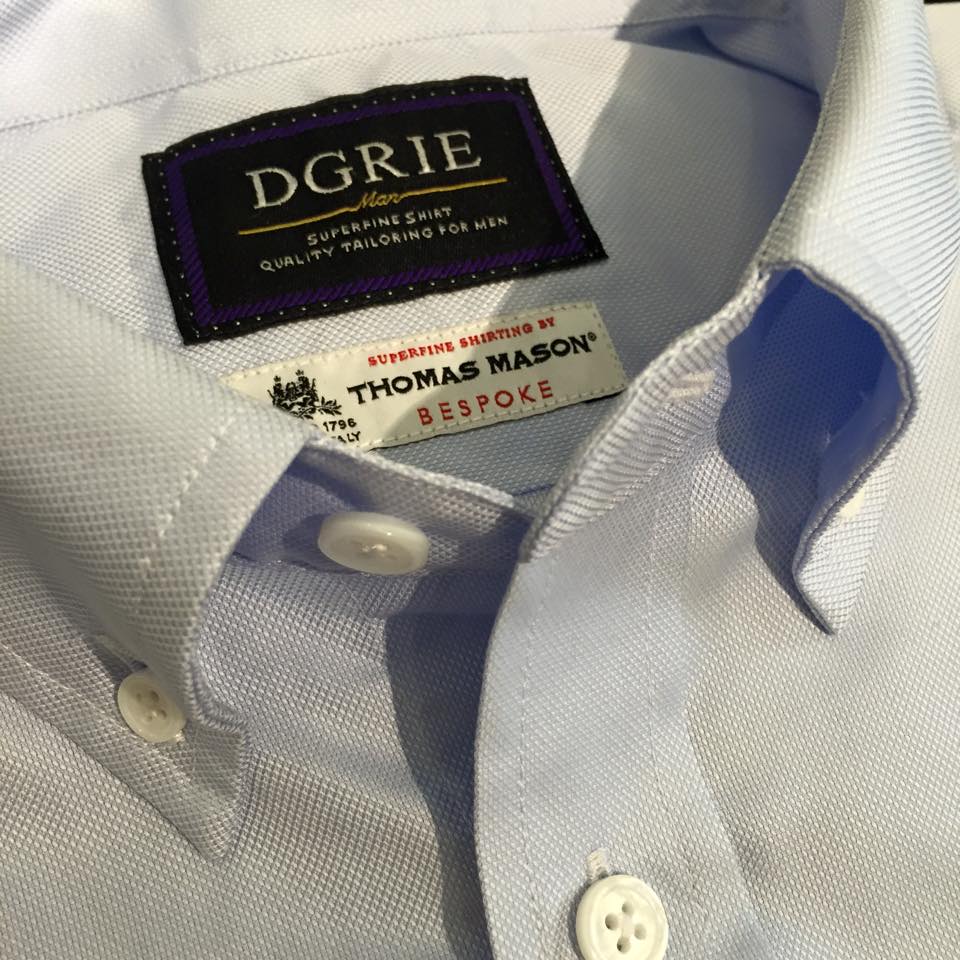 DGRIE
Man
SUPERFINE SHIRT
QUALITY TAILORING FOR MEN
SUPERFINE SHIRTING BY
THOMAS MASON®
BESPOKE
1796